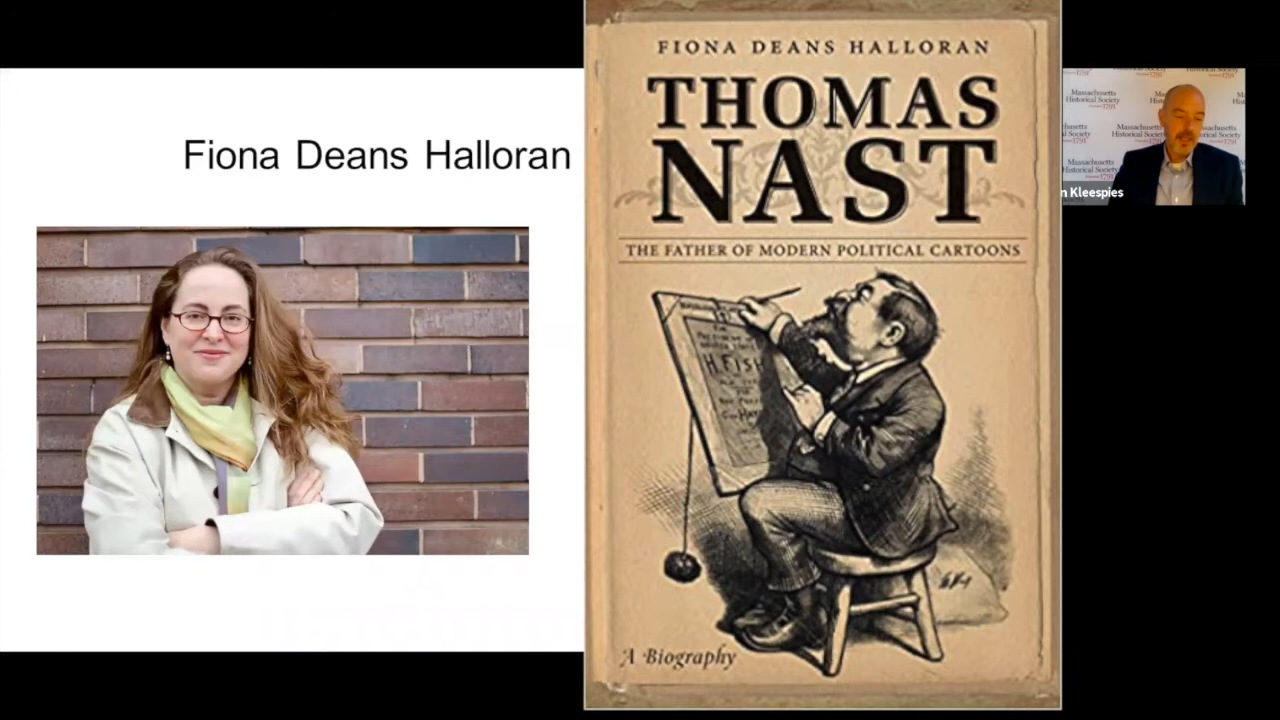 Fiona Deans Halloran
FIONA DEANS HALLORAN
THOMAS
NAST
THE FATHER OF MODERN POLITICAL CARTOONS
H. FISH
A Biography
Massachusetts
Historical Society
1791
n Kleespies